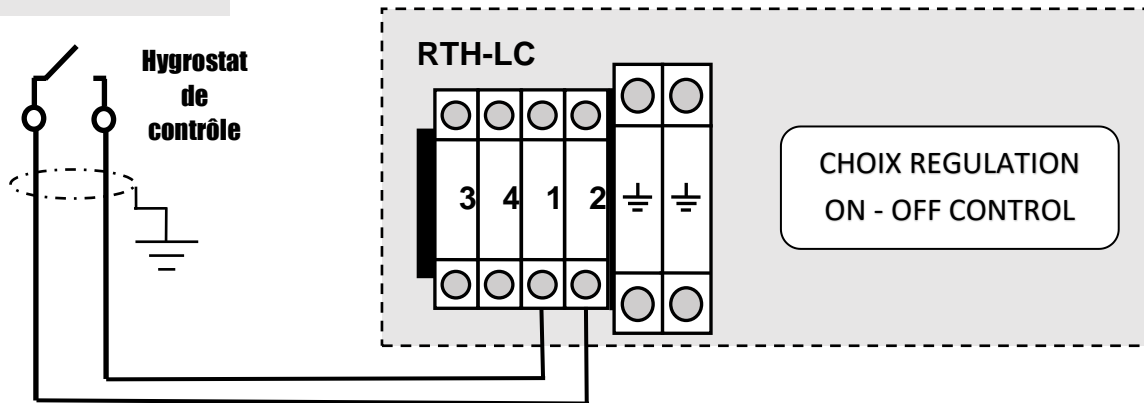 Hygrostat
de
contrôle
RTH-LC
3 4 1 2
CHOIX REGULATION
ON - OFF CONTROL